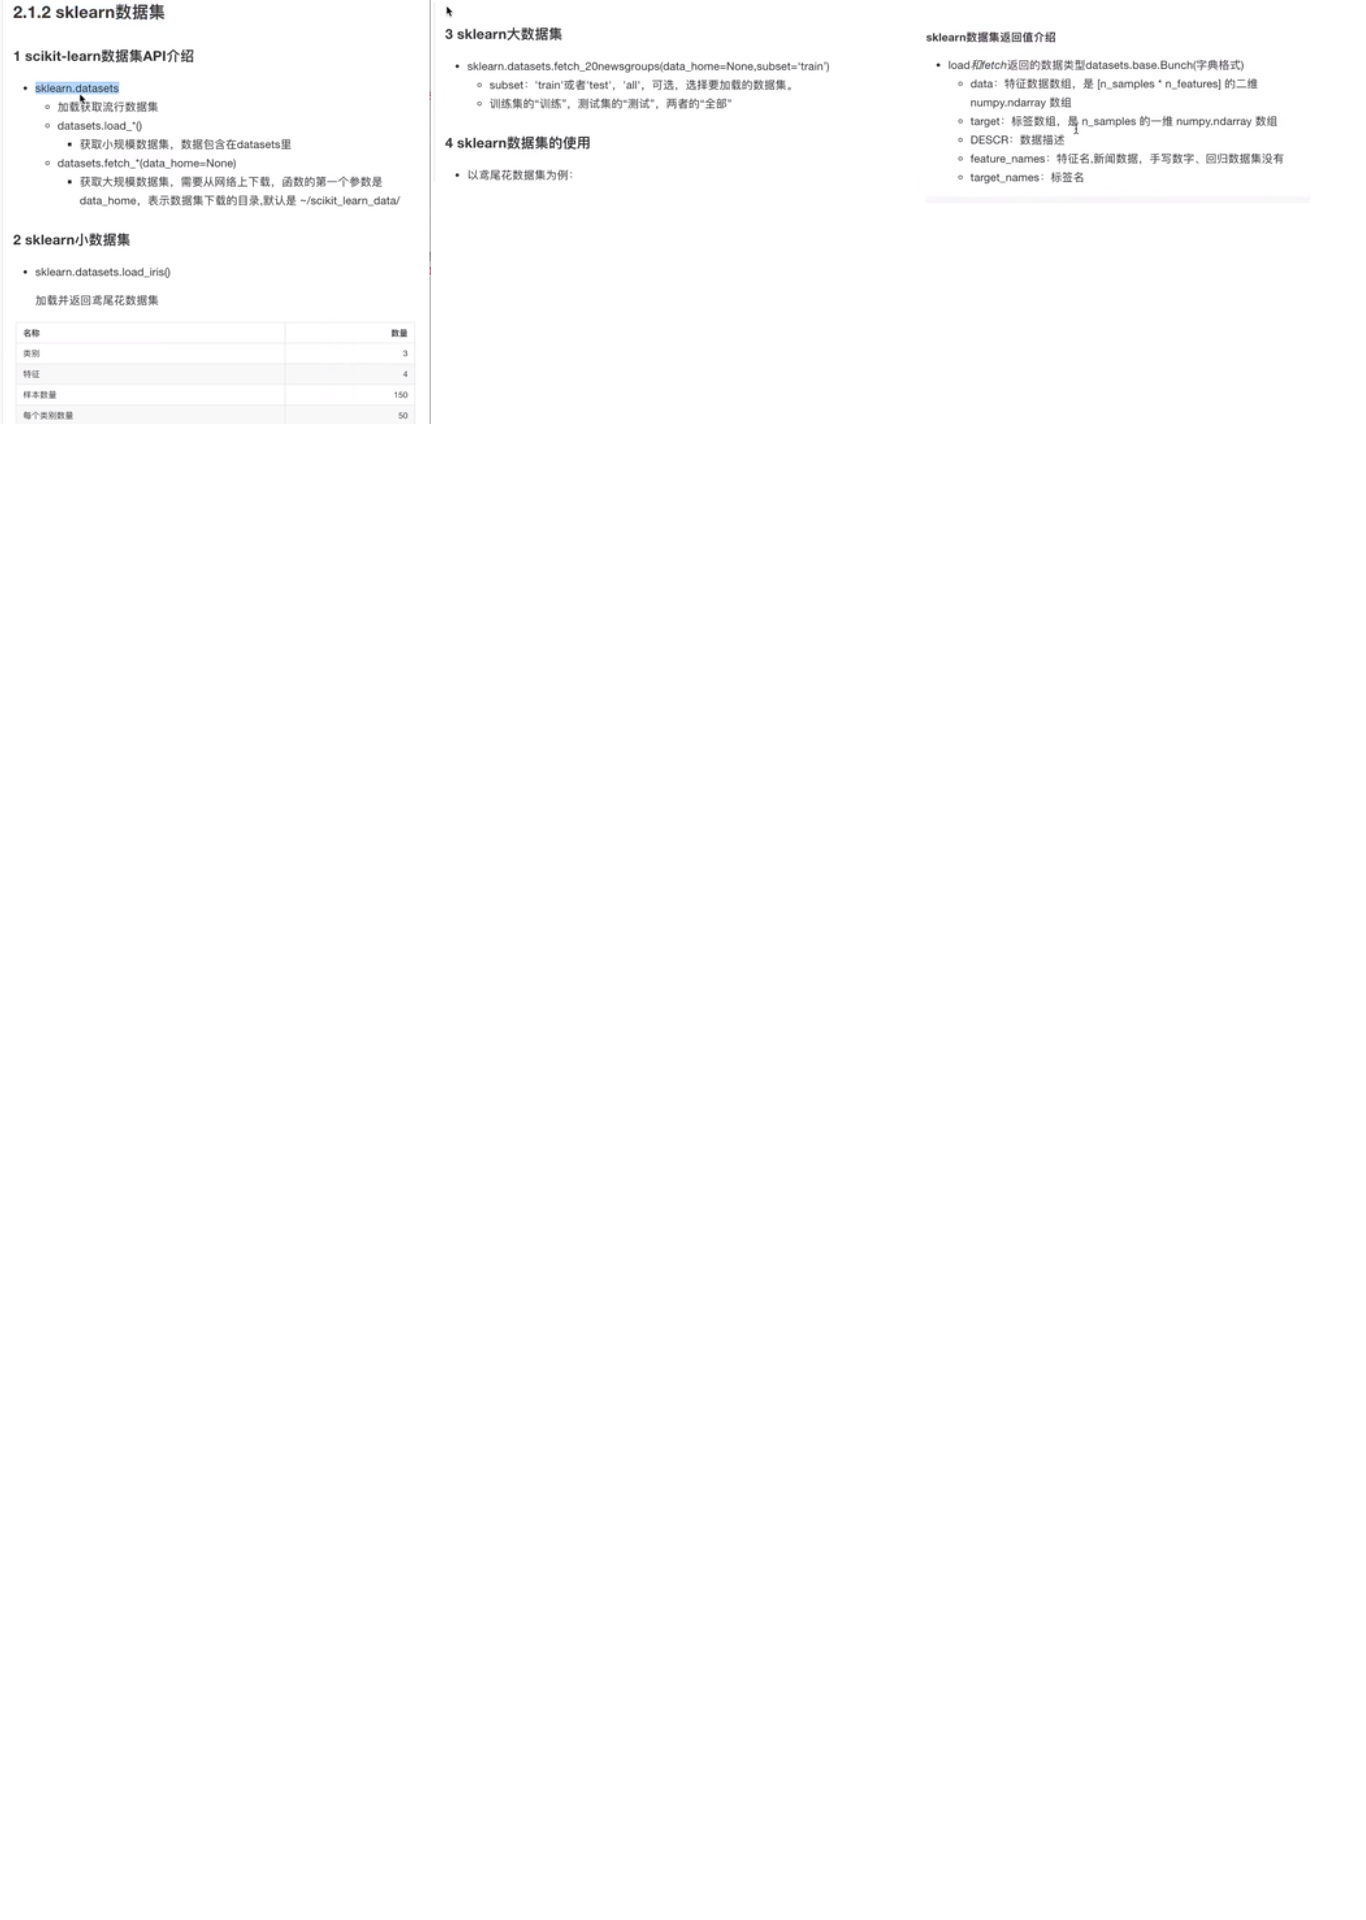 2.1.2 sklearn数据集
1 scikit-learn数据集API介绍
sklearn.datasets
加载获取流行数据集
datasets.load_*()
获取小规模数据集，数据包含在datasets里
datasets.fetch_*(data_home=None)
获取大规模数据集，需要从网络上下载，函数的第一个参数是
data_home，表示数据集下载的目录,默认是 ~/scikit_learn_data/
2 sklearn小数据集
sklearn.datasets.load_iris()
加载并返回鸢尾花数据集
名称 数量
类别 3
特征 4
样本数量 150
每个类别数量 50
3 sklearn大数据集
sklearn.datasets.fetch_20newsgroups(data_home=None,subset='train')
subset：'train'或者'test'，'all'，可选，选择要加载的数据集。
训练集的“训练”，测试集的“测试”，两者的“全部”
4 sklearn数据集的使用
以鸢尾花数据集为例：
sklearn数据集返回值介绍
load和fetch返回的数据类型datasets.base.Bunch(字典格式)
data：特征数据数组，是 [n_samples * n_features] 的二维
numpy.ndarray 数组
target：标签数组，是 n_samples 的一维 numpy.ndarray 数组
DESCR：数据描述
feature_names：特征名,新闻数据，手写数字、回归数据集没有
target_names：标签名